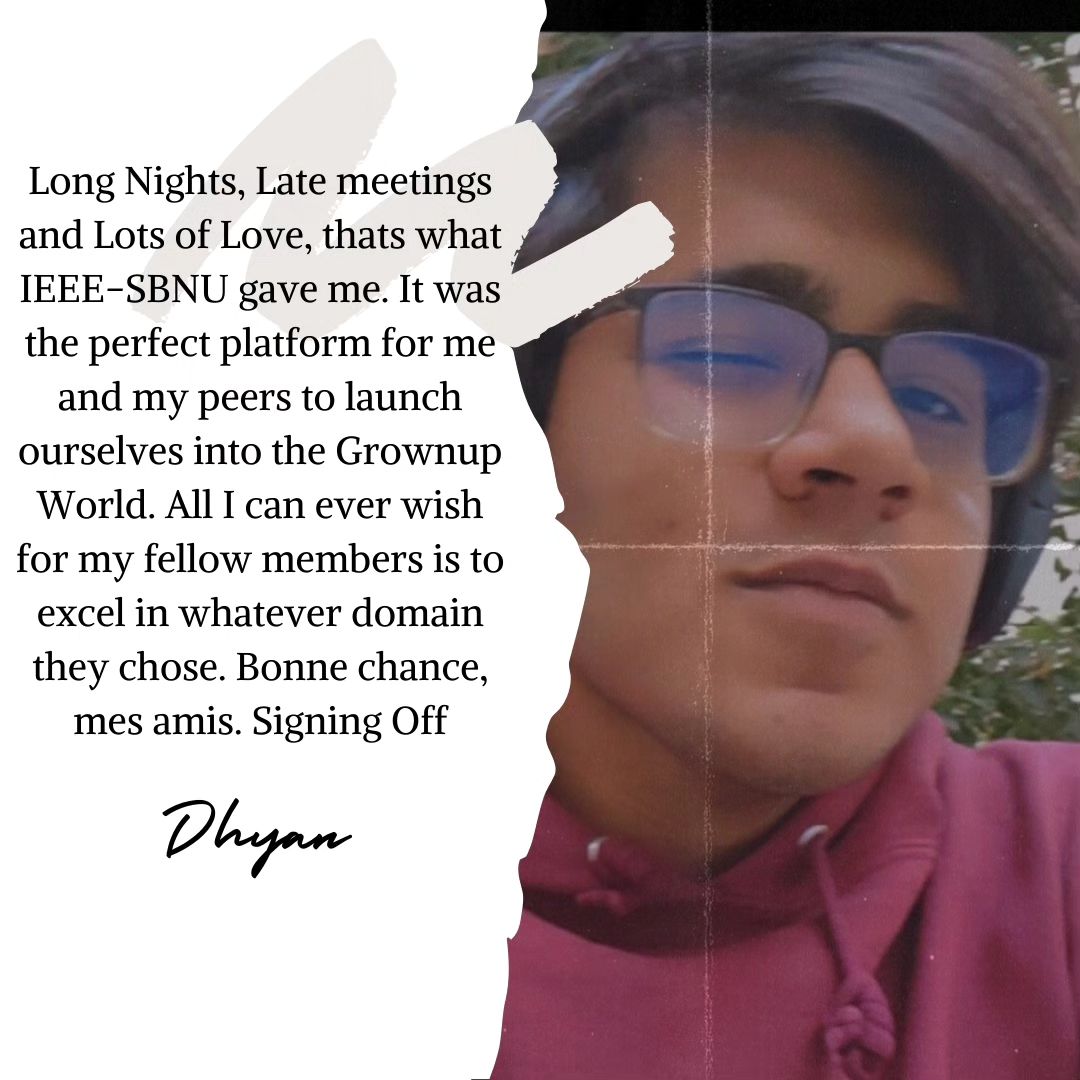 Long Nights, Late meetings
and Lots of Love, thats what
IEEE-SBNU gave me. It was
the perfect platform for me
and my peers to launch
ourselves into the Grownup
World. All I can ever wish
for my fellow members is to
excel in whatever domain
they chose. Bonne chance,
mes amis. Signing Off
Dhyan